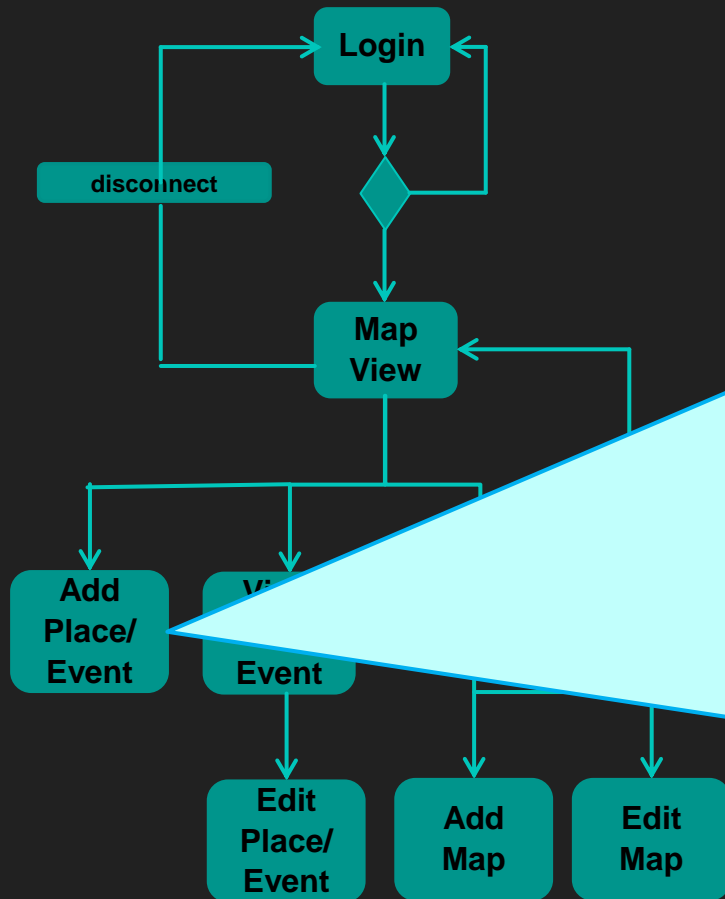 Login
disconnect
Map
View
Add
Place/
Event
Event
Edit
Place/
Event
Add
Map
Edit
Map